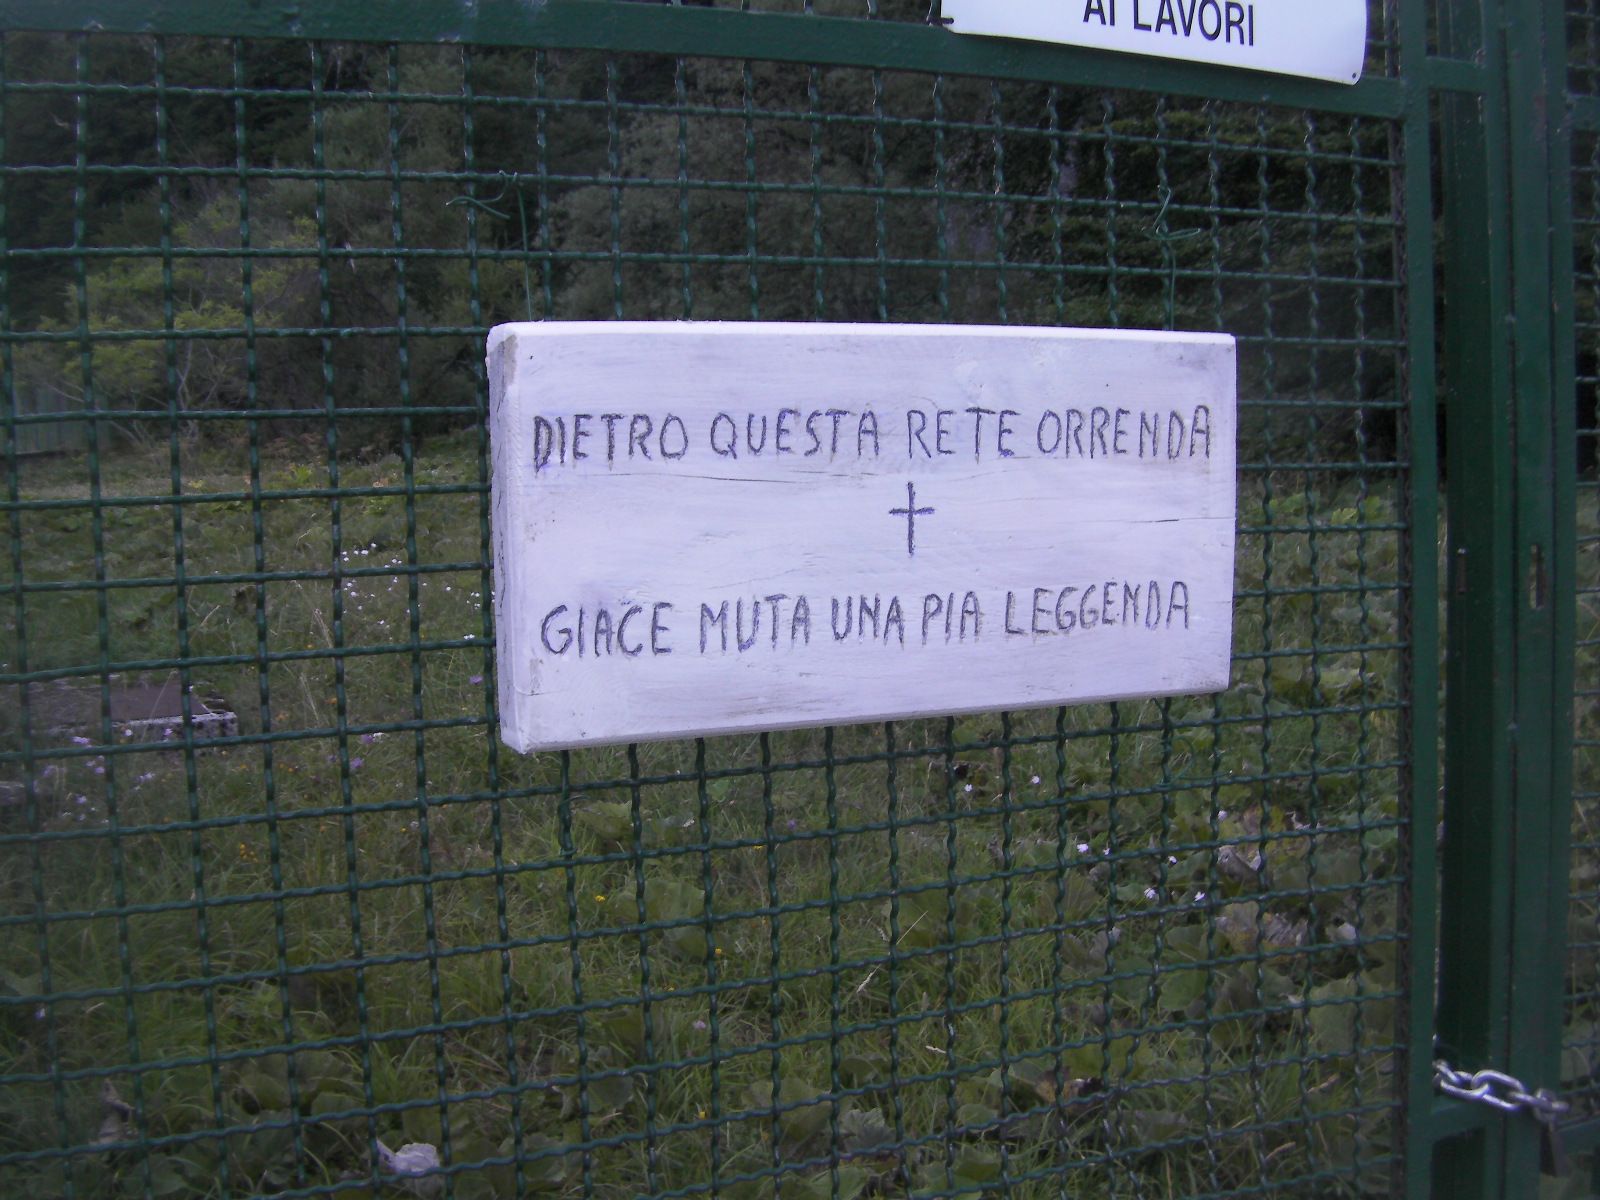 AI LAVORI
DIETRO QUESTA RETE ORRENDA
GIACE MUTA UNA PIA LEGGENDA